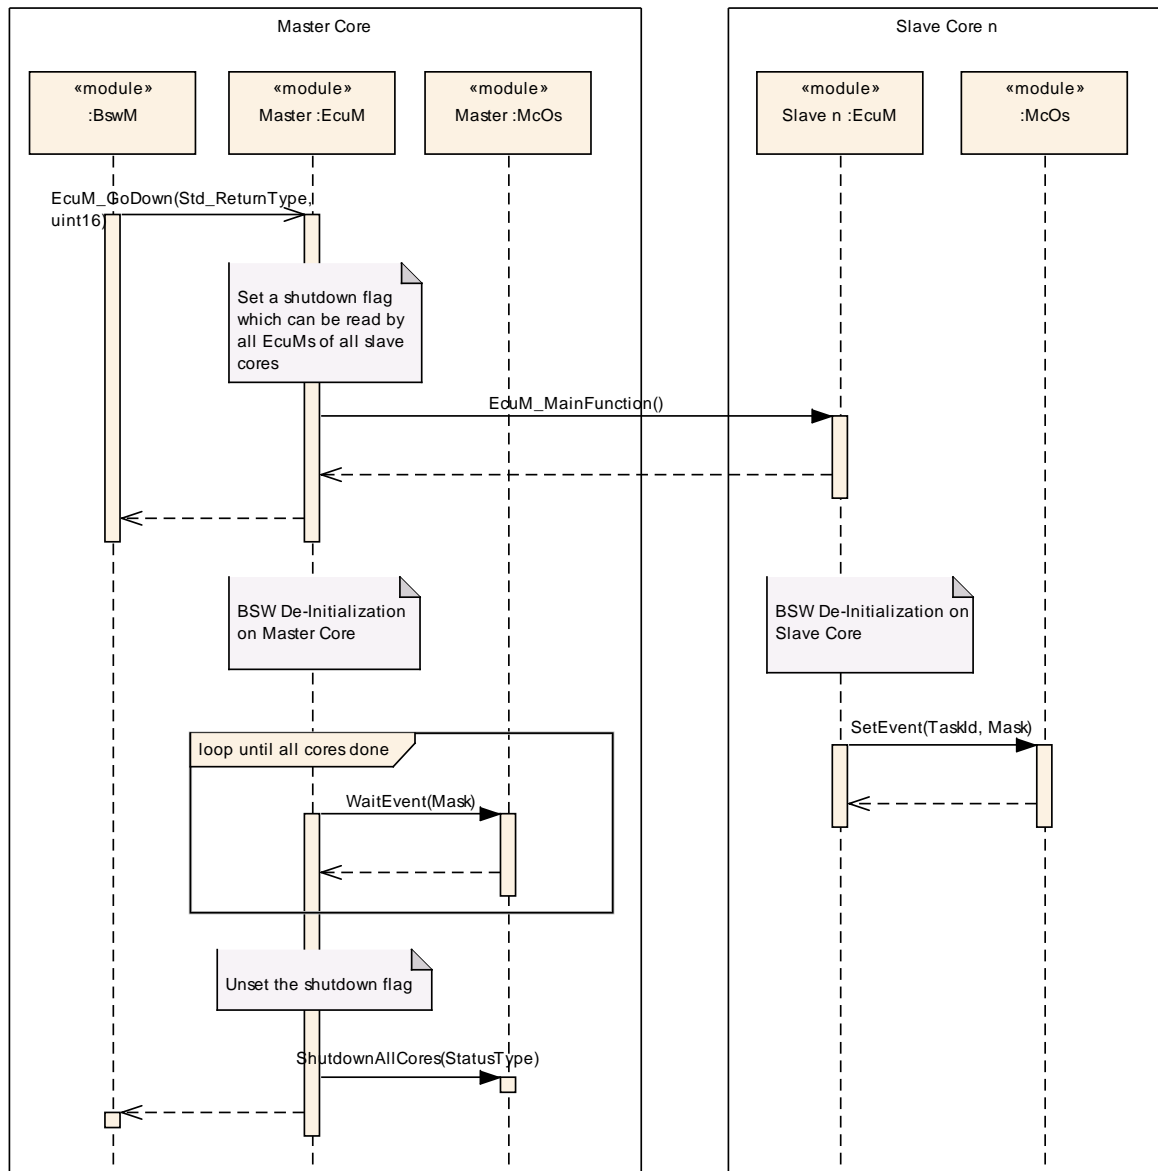 Master Core
Slave Core n
«module»
:BswM
«module»
Master :EcuM
«module»
Master :McOs
«module»
Slave n :EcuM
«module»
:McOs
EcuM_GoDown(Std_ReturnType,
uint16)
Set a shutdown flag
which can be read by
all EcuMs of all slave
cores
EcuM_MainFunction()
BSW De-Initialization
on Master Core
BSW De-Initialization on
Slave Core
SetEvent(TaskId, Mask)
loop until all cores done
WaitEvent(Mask)
Unset the shutdown flag
ShutdownAllCores(StatusType)